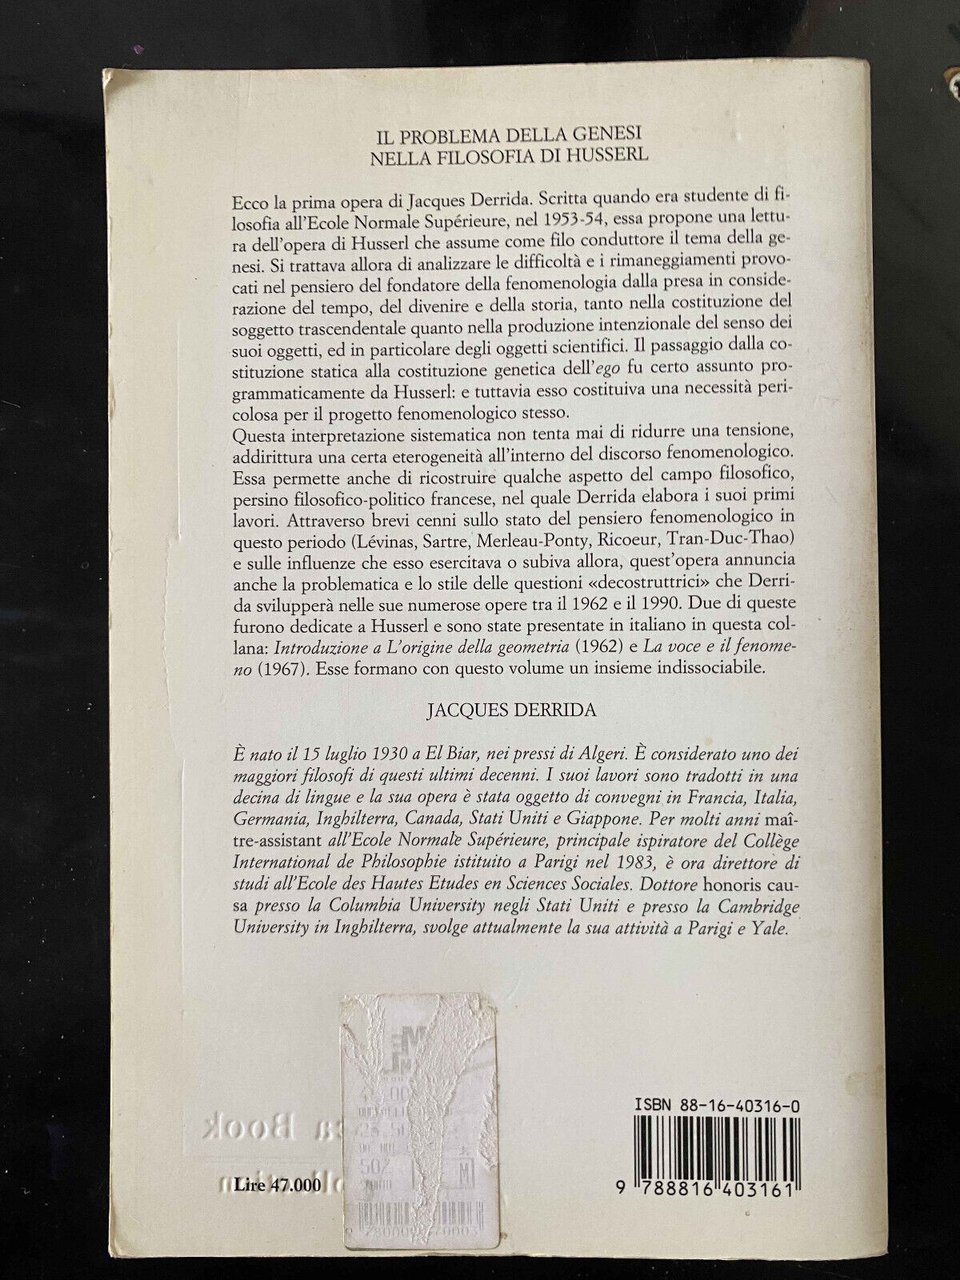 IL PROBLEMA DELLA GENESI
NELLA FILOSOFIA DI HUSSERL
Ecco la prima opera di Jacques Derrida. Scritta quando era studente di fi-
losofia all'Ecole Normale Supérieure, nel 1953-54, essa propone una lettu-
ra dell'opera di Husserl che assume come filo conduttore il tema della ge-
nesi. Si trattava allora di analizzare le difficoltà e i rimaneggiamenti provo-
cati nel pensiero del fondatore della fenomenologia dalla presa in conside-
razione del tempo, del divenire e della storia, tanto nella costituzione del
soggetto trascendentale quanto nella produzione intenzionale del senso dei
suoi oggetti, ed in particolare degli oggetti scientifici. Il passaggio dalla co-
stituzione statica alla costituzione genetica dell'ego fu certo assunto pro-
grammaticamente da Husserl: e tuttavia esso costituiva una necessità peri-
colosa per il progetto fenomenologico stesso.
Questa interpretazione sistematica non tenta mai di ridurre una tensione,
addirittura una certa eterogeneità all'interno del discorso fenomenologico.
Essa permette anche di ricostruire qualche aspetto del campo filosofico,
persino filosofico-politico francese, nel quale Derrida elabora i suoi primi
lavori. Attraverso brevi cenni sullo stato del pensiero fenomenologico in
questo periodo (Lévinas, Sartre, Merleau-Ponty, Ricoeur, Tran-Duc-Thao)
e sulle influenze che esso esercitava o subiva allora, quest'opera annuncia
anche la problematica e lo stile delle questioni «decostruttrici» che Derri-
da svilupperà nelle sue numerose opere tra il 1962 e il 1990. Due di queste
furono dedicate a Husserl e sono state presentate in italiano in questa col-
lana: Introduzione a L'origine della geometria (1962) e La voce e il fenome-
no (1967). Esse formano con questo volume un insieme indissociabile.
JACQUES DERRIDA
È nato il 15 luglio 1930 a El Biar, nei pressi di Algeri. È considerato uno dei
maggiori filosofi di questi ultimi decenni. I suoi lavori sono tradotti in una
decina di lingue e la sua opera è stata oggetto di convegni in Francia, Italia,
Germania, Inghilterra, Canada, Stati Uniti e Giappone. Per molti anni maî-
tre-assistant all'Ecole Normale Supérieure, principale ispiratore del Collège
International de Philosophie istituito a Parigi nel 1983, è ora direttore di
studi all'Ecole des Hautes Etudes en Sciences Sociales. Dottore honoris cau-
sa presso la Columbia University negli Stati Uniti e presso la Cambridge
University in Inghilterra, svolge attualmente la sua attività a Parigi e Yale.
ISBN 88-16-40316-0
Book
Lire 47.000
50%
9 788816 403161